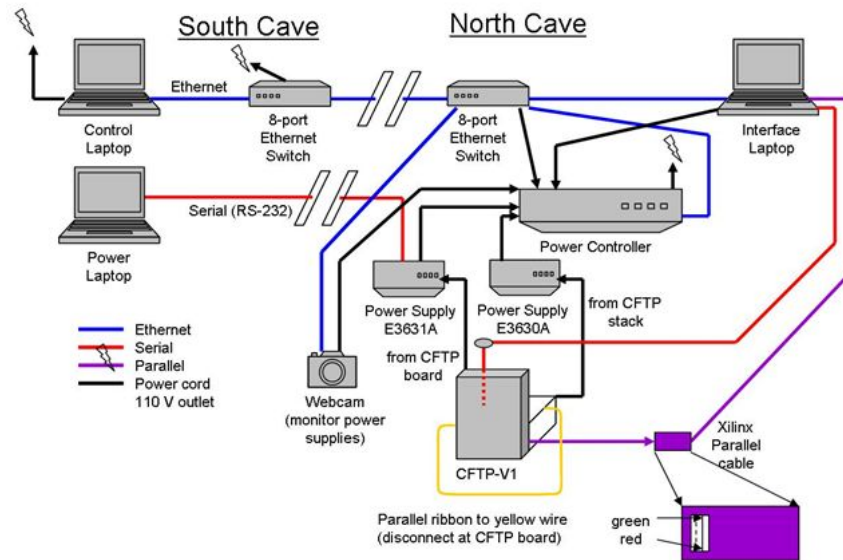 South Cave
North Cave
Ethernet
Control
Laptop
8-port
Ethernet
Switch
8-port
Ethernet
Switch
Interface
Laptop
Serial (RS-232)
Power
Laptop
Power Controller
Power Supply
E3631A
Power Supply
E3630A
from CFTP
stack
from CFTP
board
Ethernet
Serial
Parallel
Power cord
110 V outlet
Webcam
(monitor power
supplies)
CFTP-V1
Xilinx
Parallel
cable
Parallel ribbon to yellow wire
(disconnect at CFTP board)
green
red